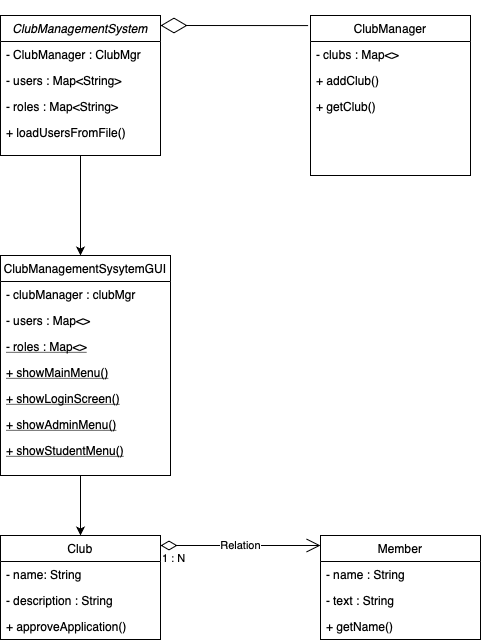 ClubManagementSystem
- ClubManager : ClubMgr
- users : Map<String>
- roles : Map<String>
+ loadUsersFromFile()
ClubManager
- clubs : Map<>
+ addClub()
+ getClub()
ClubManagementSysytemGUI
- clubManager : clubMgr
- users : Map<>
- roles : Map<>
+ showMainMenu()
+ showLoginScreen()
+ showAdminMenu()
+ showStudentMenu()
Club
- name: String
- description : String
+ approveApplication()
1 : N
Relation
Member
- name : String
- text : String
+ getName()